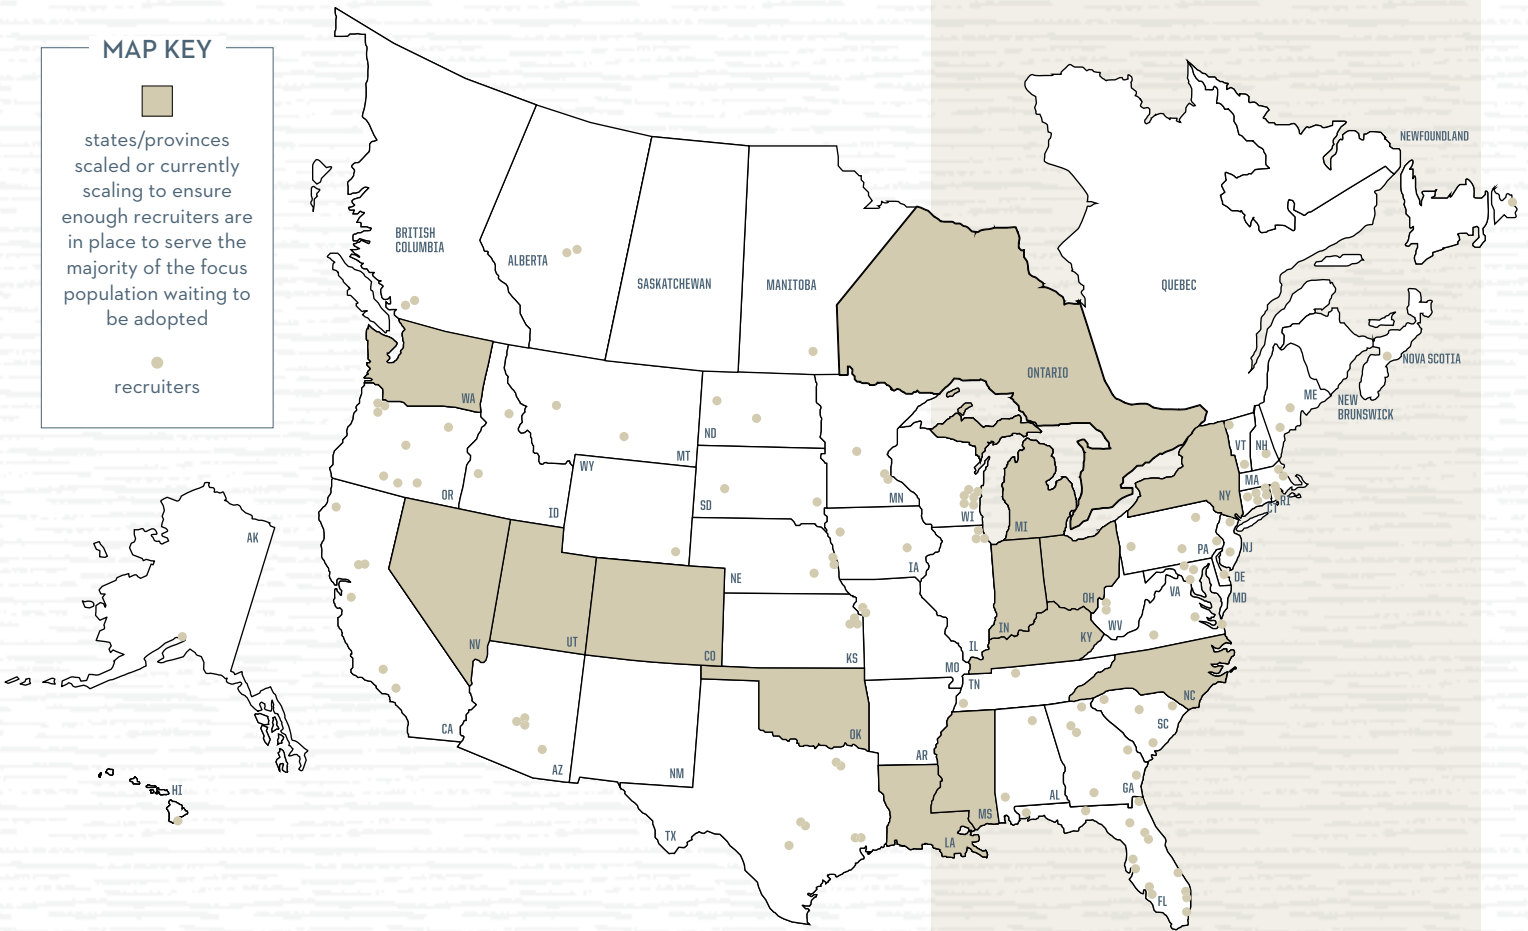 MAP KEY
states/provinces
scaled or currently
scaling to ensure
enough recruiters are
in place to serve the
majority of the focus
population waiting to
be adopted
recruiters
NEWFOUNDLAND
BRITISH
COLUMBIA
ALBERTA
SASKATCHEWAN
MANITOBA
QUEBEC
ONTARIO
NOVA SCOTIA
NEW
BRUNSWICK
ME
WA
ND
MT
WY
VT
NH
MA
RI
CT
NY
OR
ID
SD
MN
WI
MI
AK
PA
NJ
IA
NE
DE
MD
VA
OH
WV
IN
KY
NV
UT
CO
KS
IL
MO
TN
NC
CA
AZ
NM
OK
AR
SC
HI
TX
LA
MS
AL
GA
FL